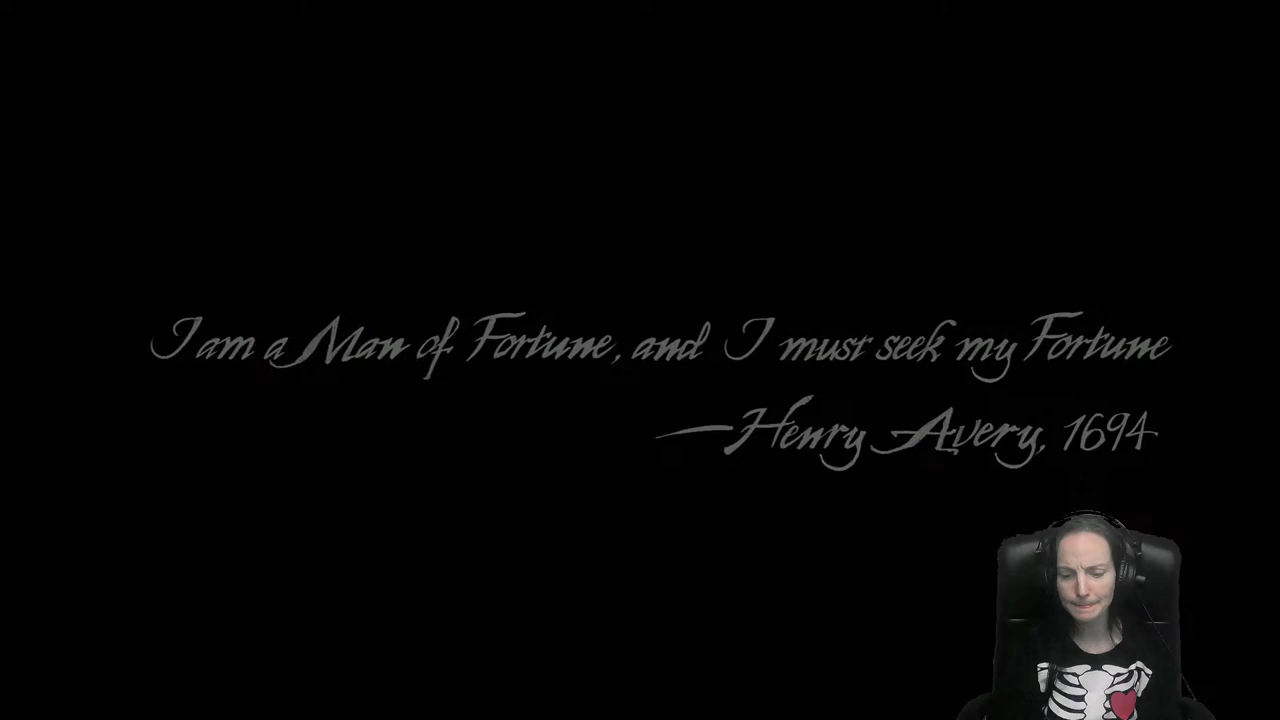 I am a Man of Fortune, and I must seek my Fortune
—Henry Avery, 1694